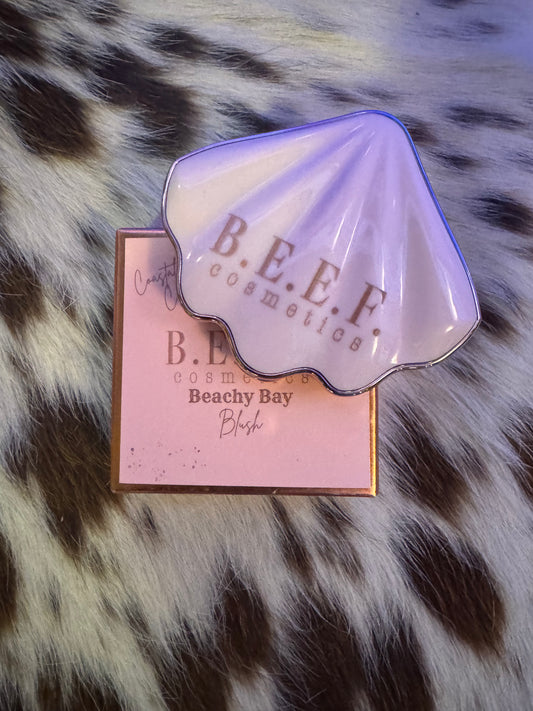 B.E.E.F.
cosmetics
Coastal
B.E
cosmetics
Beachy Bay
Blush